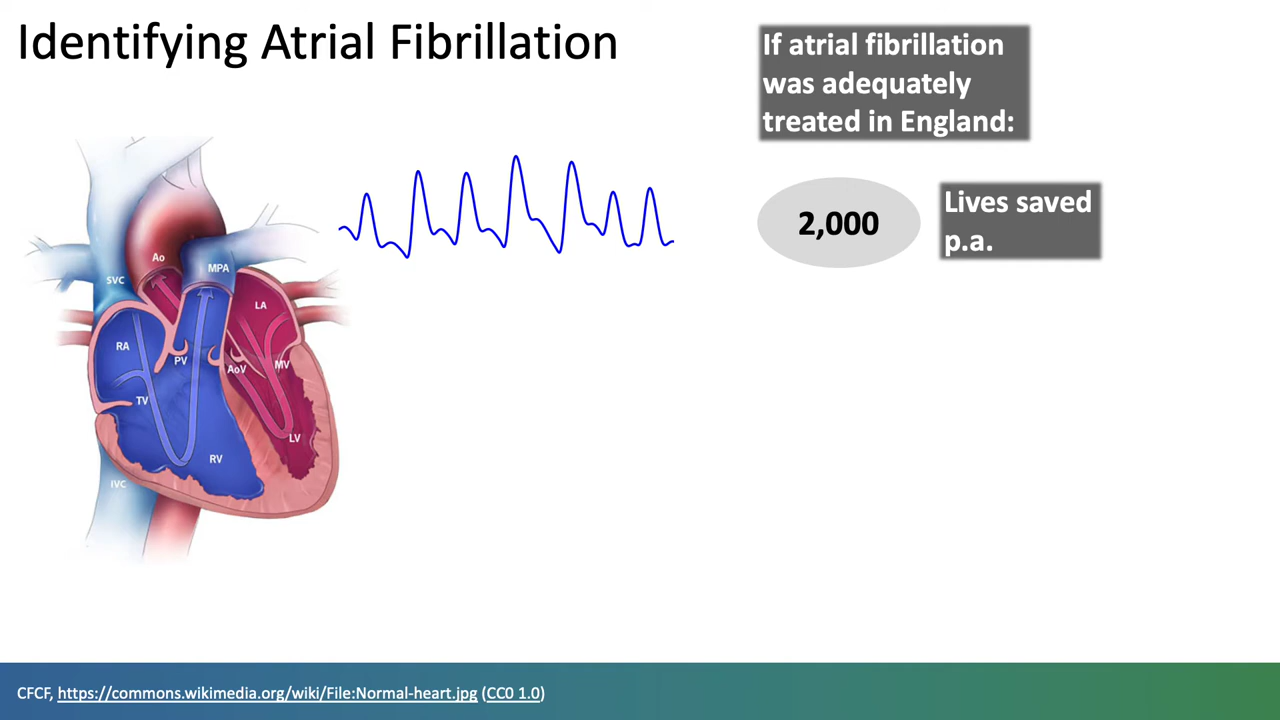 Identifying Atrial Fibrillation
If atrial fibrillation
was adequately
treated in England:
2,000
Lives saved
p.a.
Ao
MPA
SVC
LA
RA
PV
AoV
MV
TV
LV
RV
IVC
CFCF, https://commons.wikimedia.org/wiki/File:Normal-heart.jpg (CC0 1.0)